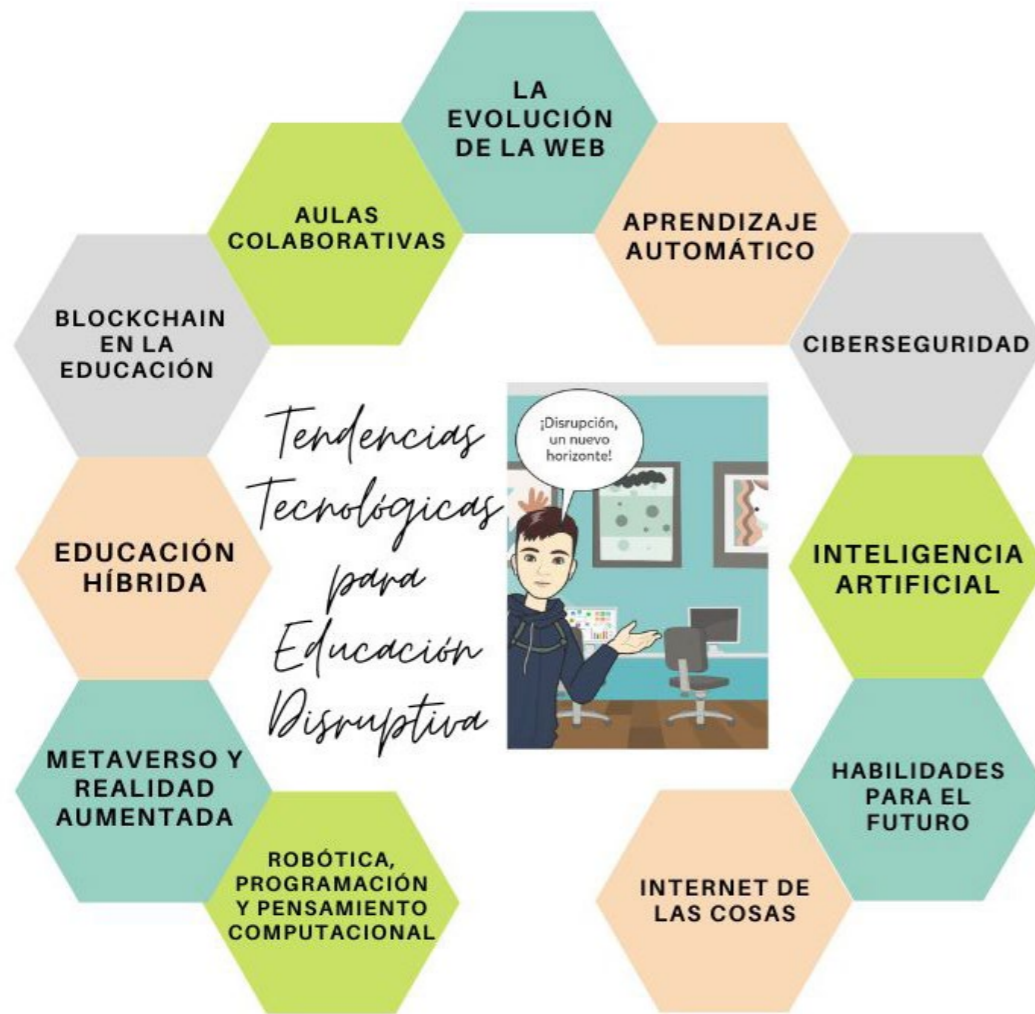 LA
EVOLUCIÓN
DE LA WEB
AULAS
COLABORATIVAS
APRENDIZAJE
AUTOMÁTICO
BLOCKCHAIN
EN LA
EDUCACIÓN
CIBERSEGURIDAD
Tendencias
Tecnológicas
para
Educación
Disruptiva
¡Disrupción,
un nuevo
horizonte!
EDUCACIÓN
HÍBRIDA
INTELIGENCIA
ARTIFICIAL
METAVERSO Y
REALIDAD
AUMENTADA
HABILIDADES
PARA EL
FUTURO
ROBÓTICA,
PROGRAMACIÓN
Y PENSAMIENTO
COMPUTACIONAL
INTERNET DE
LAS COSAS